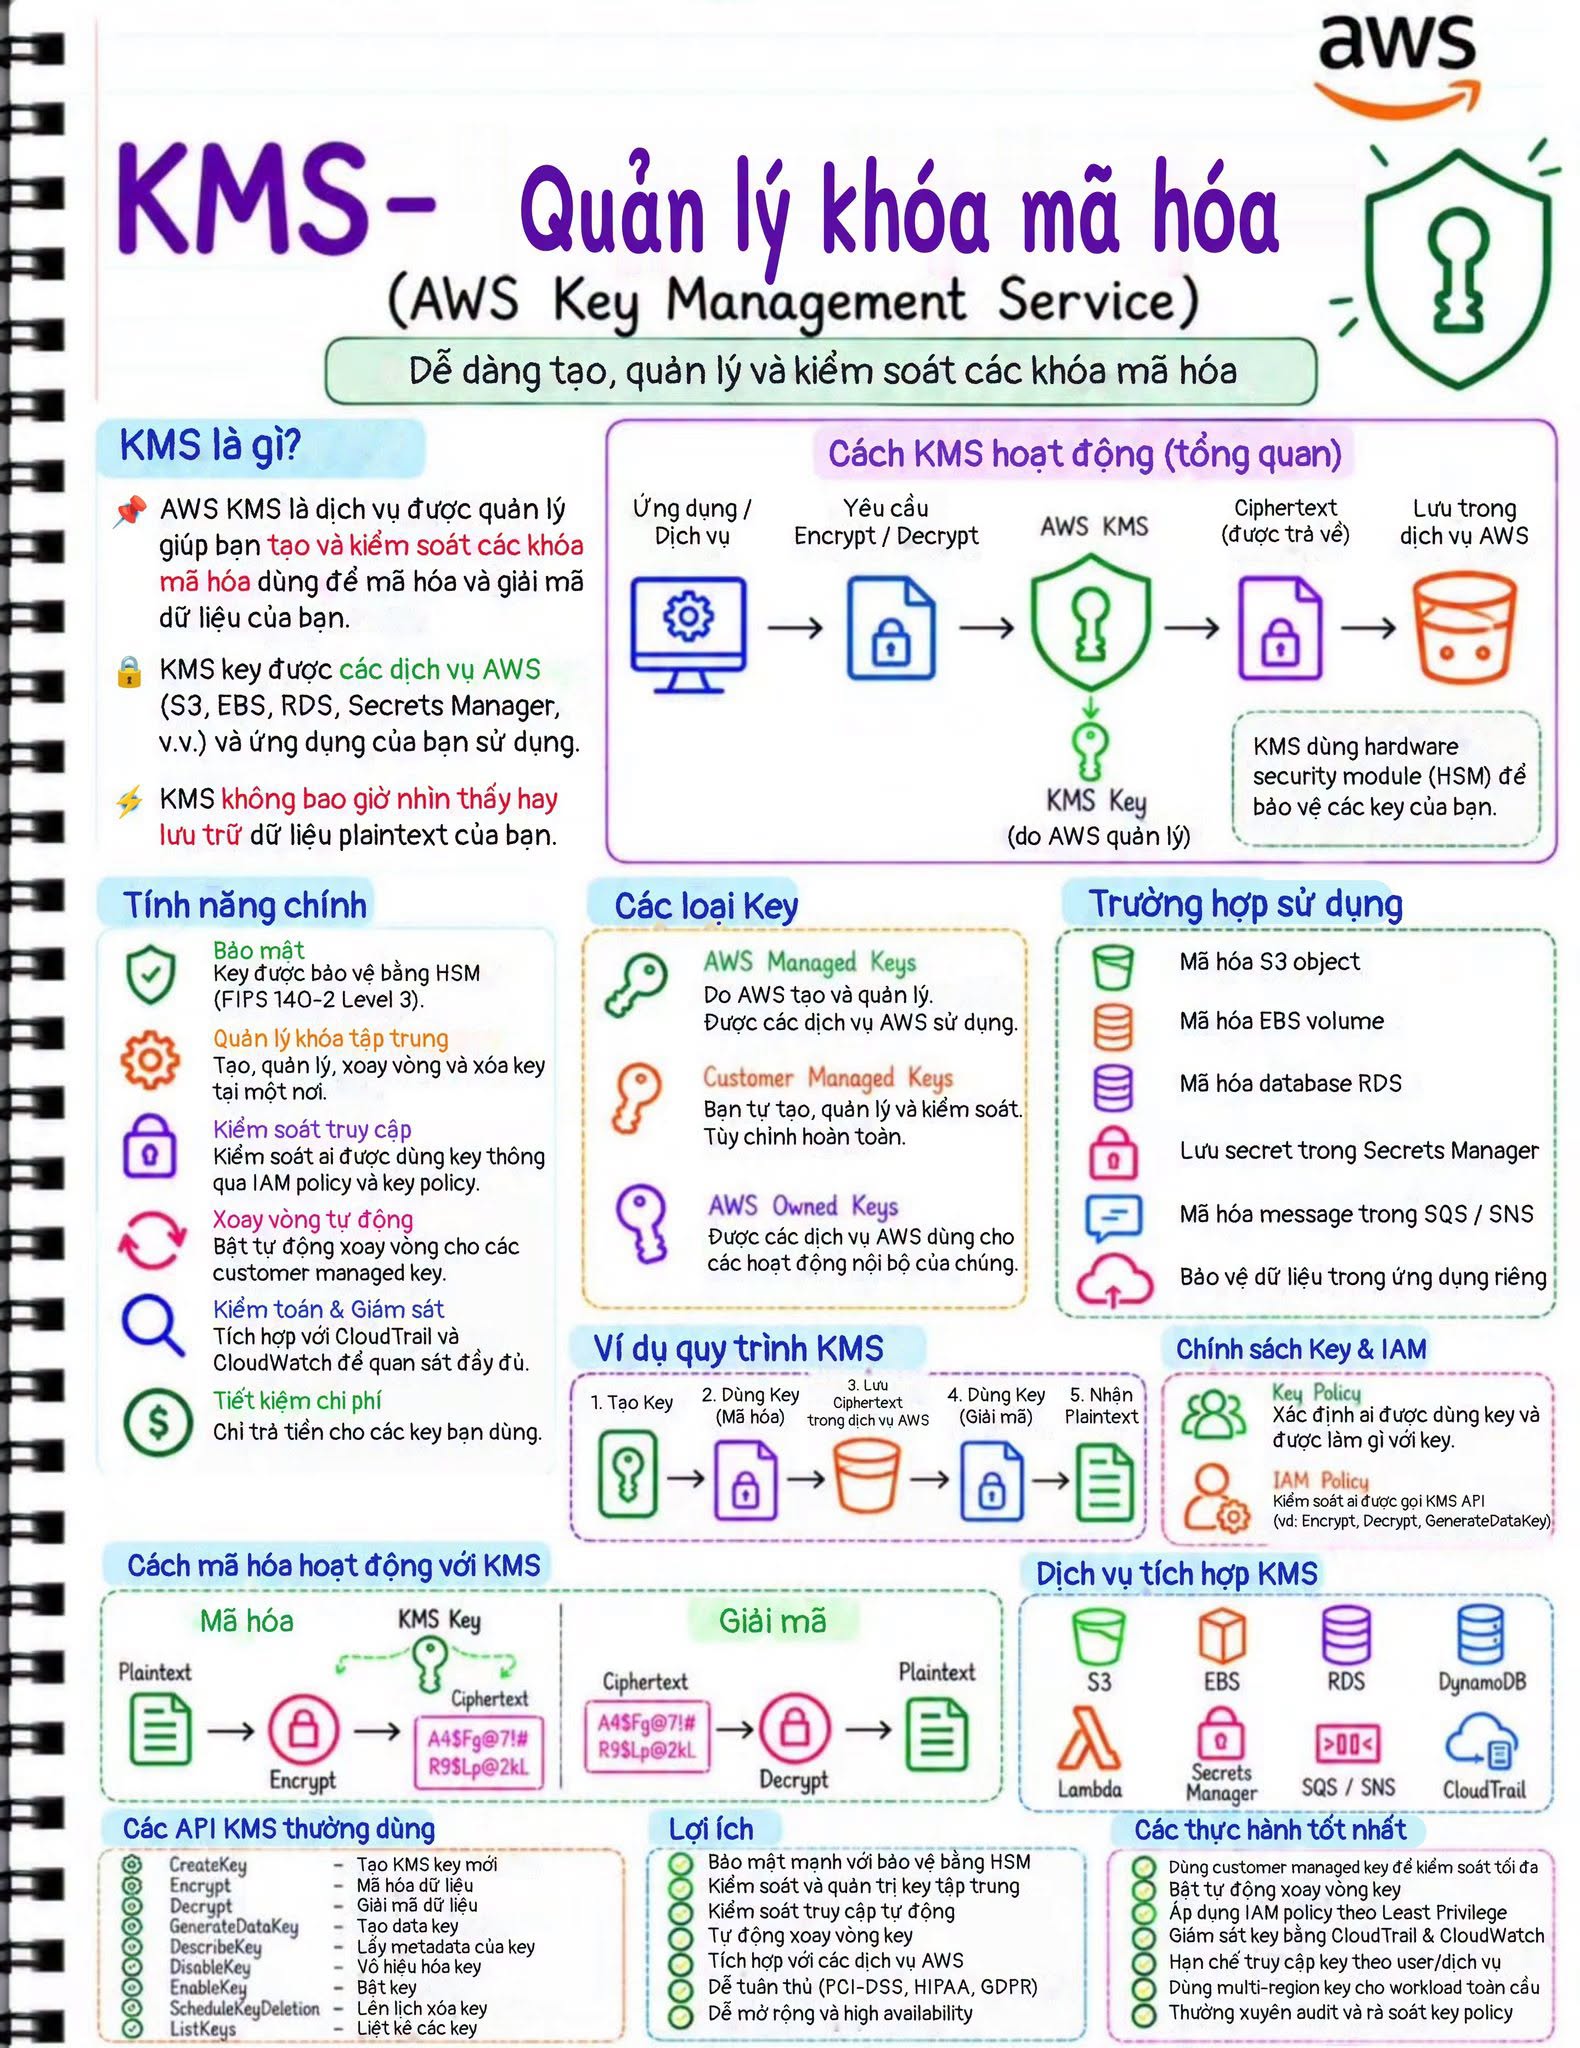 aws
KMS- Quản lý khóa mã hóa
(AWS Key Management Service)
Dễ dàng tạo, quản lý và kiểm soát các khóa mã hóa
KMS là gì?
AWS KMS là dịch vụ được quản lý
giúp bạn tạo và kiểm soát các khóa
mã hóa dùng để mã hóa và giải mã
dữ liệu của bạn.
KMS key được các dịch vụ AWS
(S3, EBS, RDS, Secrets Manager,
v.v.) và ứng dụng của bạn sử dụng.
KMS không bao giờ nhìn thấy hay
lưu trữ dữ liệu plaintext của bạn.
Cách KMS hoạt động (tổng quan)
Ứng dụng /
Dịch vụ
Yêu cầu
Encrypt / Decrypt
AWS KMS
Ciphertext
(được trả về)
Lưu trong
dịch vụ AWS
KMS Key
(do AWS quản lý)
KMS dùng hardware
security module (HSM) để
bảo vệ các key của bạn.
Tính năng chính
Bảo mật
Key được bảo vệ bằng HSM
(FIPS 140-2 Level 3).
Quản lý khóa tập trung
Tạo, quản lý, xoay vòng và xóa key
tại một nơi.
Kiểm soát truy cập
Kiểm soát ai được dùng key thông
qua IAM policy và key policy.
Xoay vòng tự động
Bật tự động xoay vòng cho các
customer managed key.
Kiểm toán & Giám sát
Tích hợp với CloudTrail và
CloudWatch để quan sát đầy đủ.
Tiết kiệm chi phí
Chỉ trả tiền cho các key bạn dùng.
Các loại Key
AWS Managed Keys
Do AWS tạo và quản lý.
Được các dịch vụ AWS sử dụng.
Customer Managed Keys
Bạn tự tạo, quản lý và kiểm soát.
Tùy chỉnh hoàn toàn.
AWS Owned Keys
Được các dịch vụ AWS dùng cho
các hoạt động nội bộ của chúng.
Trường hợp sử dụng
Mã hóa S3 object
Mã hóa EBS volume
Mã hóa database RDS
Lưu secret trong Secrets Manager
Mã hóa message trong SQS / SNS
Bảo vệ dữ liệu trong ứng dụng riêng
Ví dụ quy trình KMS
1. Tạo Key
2. Dùng Key
(Mã hóa)
3. Lưu
Ciphertext
trong dịch vụ AWS
4. Dùng Key
(Giải mã)
5. Nhận
Plaintext
Chính sách Key & IAM
Key Policy
Xác định ai được dùng key và
được làm gì với key.
IAM Policy
Kiểm soát ai được gọi KMS API
(vd: Encrypt, Decrypt, GenerateDataKey)
Cách mã hóa hoạt động với KMS
Mã hóa
KMS Key
Plaintext
Encrypt
Ciphertext
A4$Fg@7!#
R9$Lp@2kL
Giải mã
Ciphertext
A4$Fg@7!#
R9$Lp@2kL
Decrypt
Plaintext
Dịch vụ tích hợp KMS
S3
EBS
RDS
DynamoDB
Lambda
Secrets
Manager
SQS / SNS
CloudTrail
Các API KMS thường dùng
CreateKey – Tạo KMS key mới
Encrypt – Mã hóa dữ liệu
Decrypt – Giải mã dữ liệu
GenerateDataKey – Tạo data key
DescribeKey – Lấy metadata của key
DisableKey – Vô hiệu hóa key
EnableKey – Bật key
ScheduleKeyDeletion – Lên lịch xóa key
ListKeys – Liệt kê các key
Lợi ích
Bảo mật mạnh với bảo vệ bằng HSM
Kiểm soát và quản trị key tập trung
Kiểm soát truy cập tự động
Tự động xoay vòng key
Tích hợp với các dịch vụ AWS
Dễ tuân thủ (PCI-DSS, HIPAA, GDPR)
Dễ mở rộng và high availability
Các thực hành tốt nhất
Dùng customer managed key để kiểm soát tối đa
Bật tự động xoay vòng key
Áp dụng IAM policy theo Least Privilege
Giám sát key bằng CloudTrail & CloudWatch
Hạn chế truy cập key theo user/dịch vụ
Dùng multi-region key cho workload toàn cầu
Thường xuyên audit và rà soát key policy